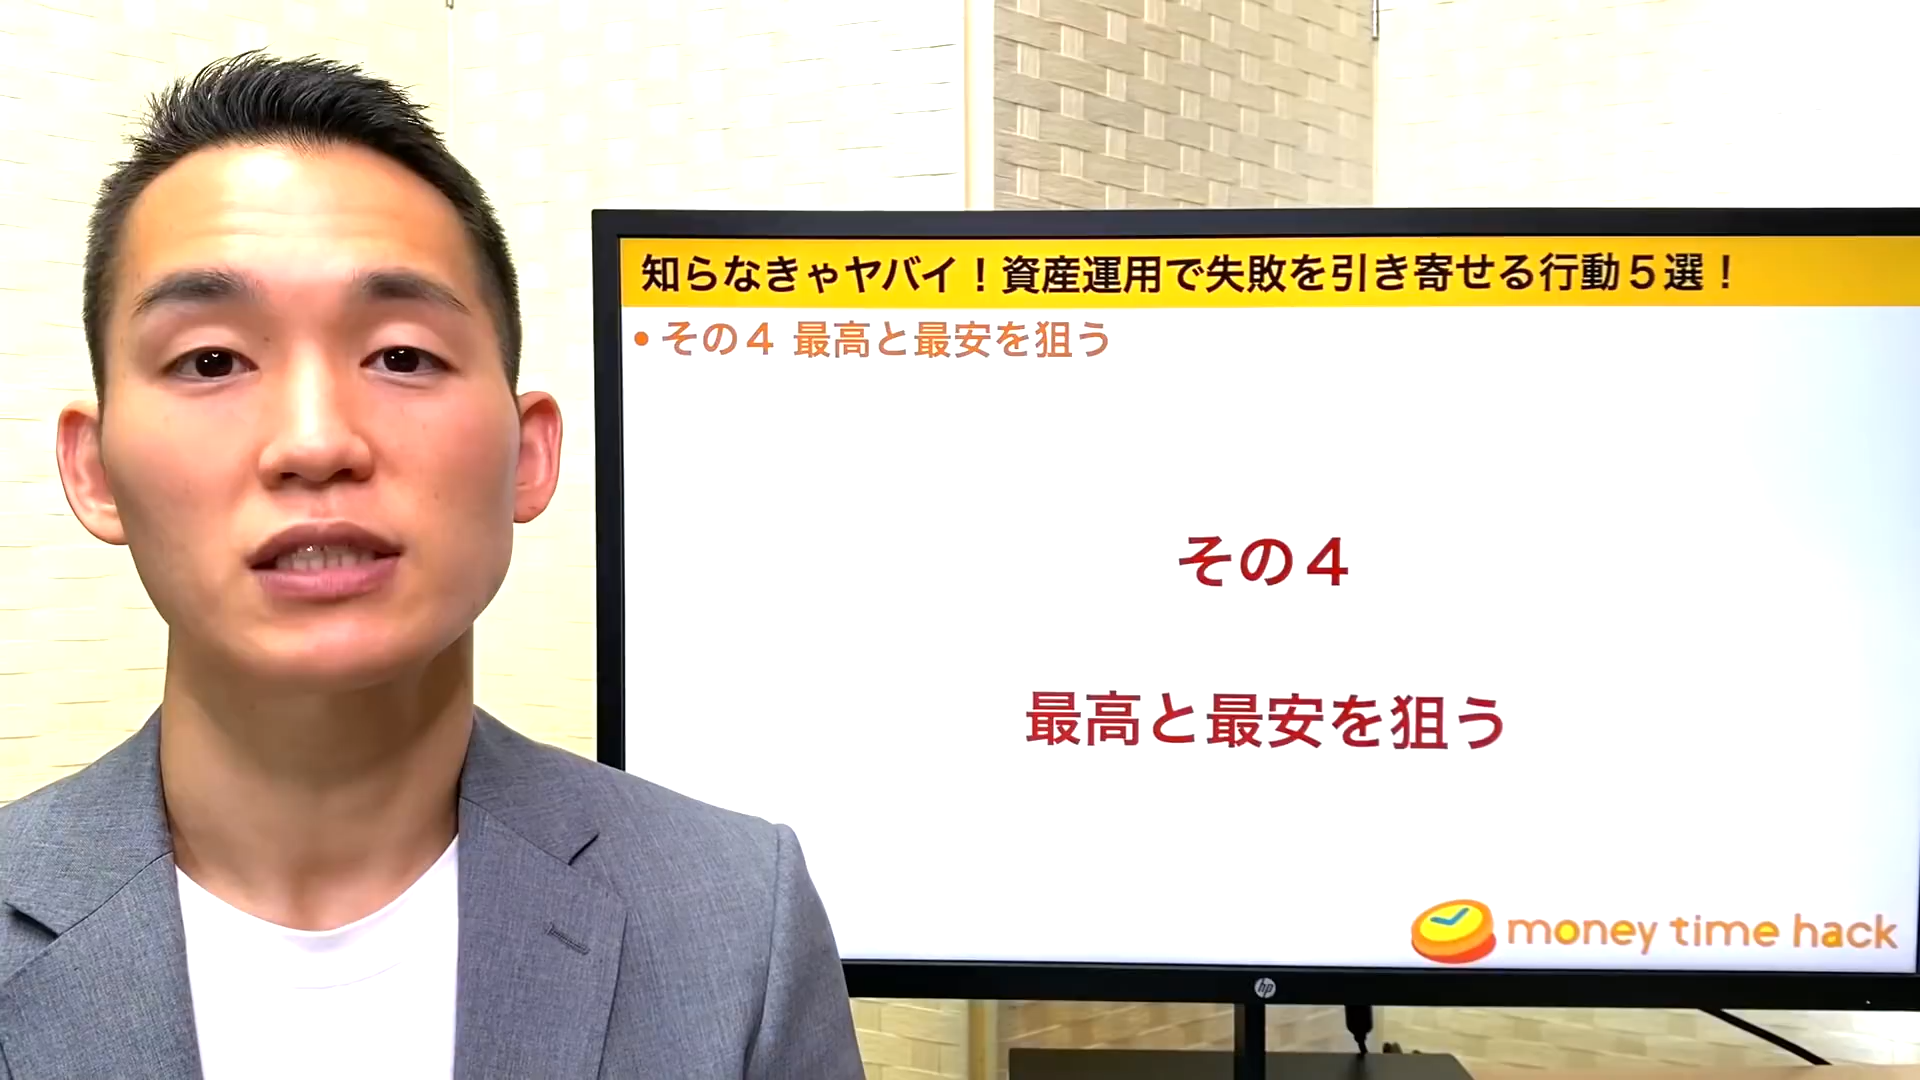 知らなきゃヤバイ！資産運用で失敗を引き寄せる行動５選！
• その４ 最高と最安を狙う
その４
最高と最安を狙う
money time hack
hp